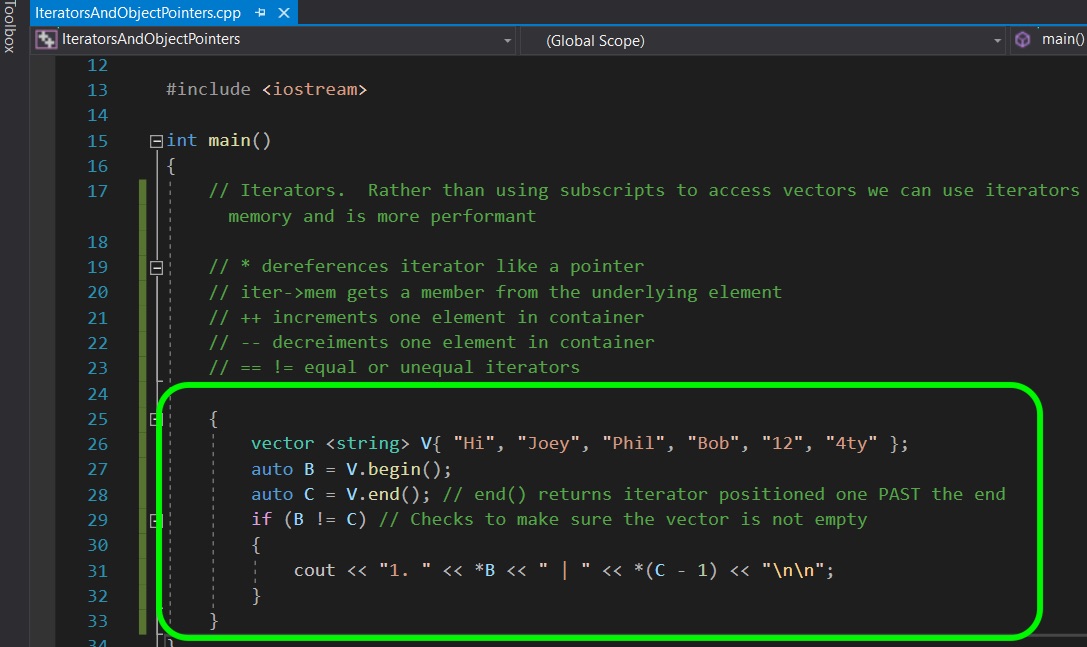 Toolbox
IteratorsAndObjectPointers.cpp
IteratorsAndObjectPointers
(Global Scope)
main()
12
13 #include <iostream>
14
15 int main()
16 {
17 // Iterators.  Rather than using subscripts to access vectors we can use iterators
memory and is more performant
18
19 // * dereferences iterator like a pointer
20 // iter->mem gets a member from the underlying element
21 // ++ increments one element in container
22 // -- decreiments one element in container
23 // == != equal or unequal iterators
24
25 {
26 vector <string> V{ "Hi", "Joey", "Phil", "Bob", "12", "4ty" };
27 auto B = V.begin();
28 auto C = V.end(); // end() returns iterator positioned one PAST the end
29 if (B != C) // Checks to make sure the vector is not empty
30 {
31 cout << "1. " << *B << " | " << *(C - 1) << "\n\n";
32 }
33 }
34 }